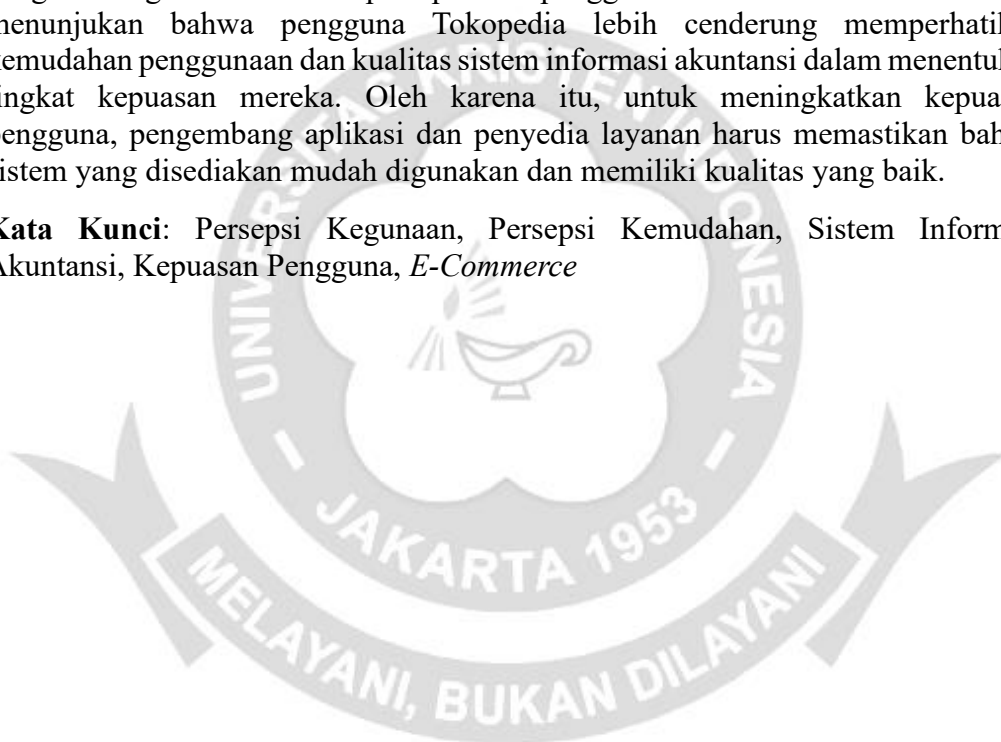 menunjukan bahwa pengguna Tokopedia lebih cenderung memperhatik
kemudahan penggunaan dan kualitas sistem informasi akuntansi dalam menentuk
tingkat kepuasan mereka. Oleh karena itu, untuk meningkatkan kepua
pengguna, pengembang aplikasi dan penyedia layanan harus memastikan bah
sistem yang disediakan mudah digunakan dan memiliki kualitas yang baik.
Kata Kunci: Persepsi Kegunaan, Persepsi Kemudahan, Sistem Inform
Akuntansi, Kepuasan Pengguna, E-Commerce
UNIVERSITAS KRISTEN INDONESIA
- JAKARTA 1953 -
MELAYANI, BUKAN DILAYANI